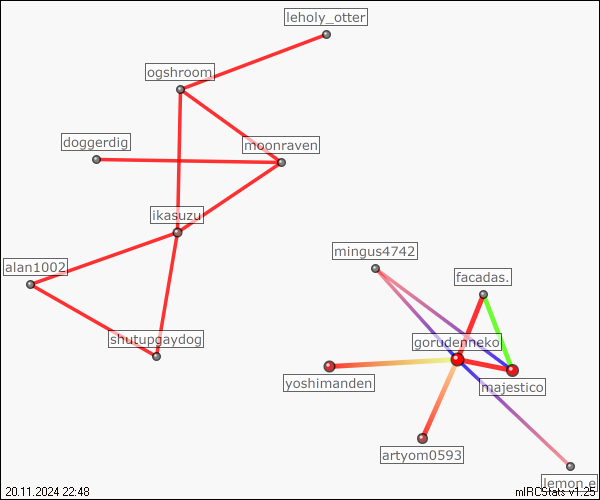 leholy_otter
ogshroom
doggerdig
moonraven
ikasuzu
mingus4742
alan1002
facadas.
shutupgaydog
gorudenneko
yoshimanden
majestico
artyom0593
lemon.e
20.11.2024 22:48
mIRCStats v1.25